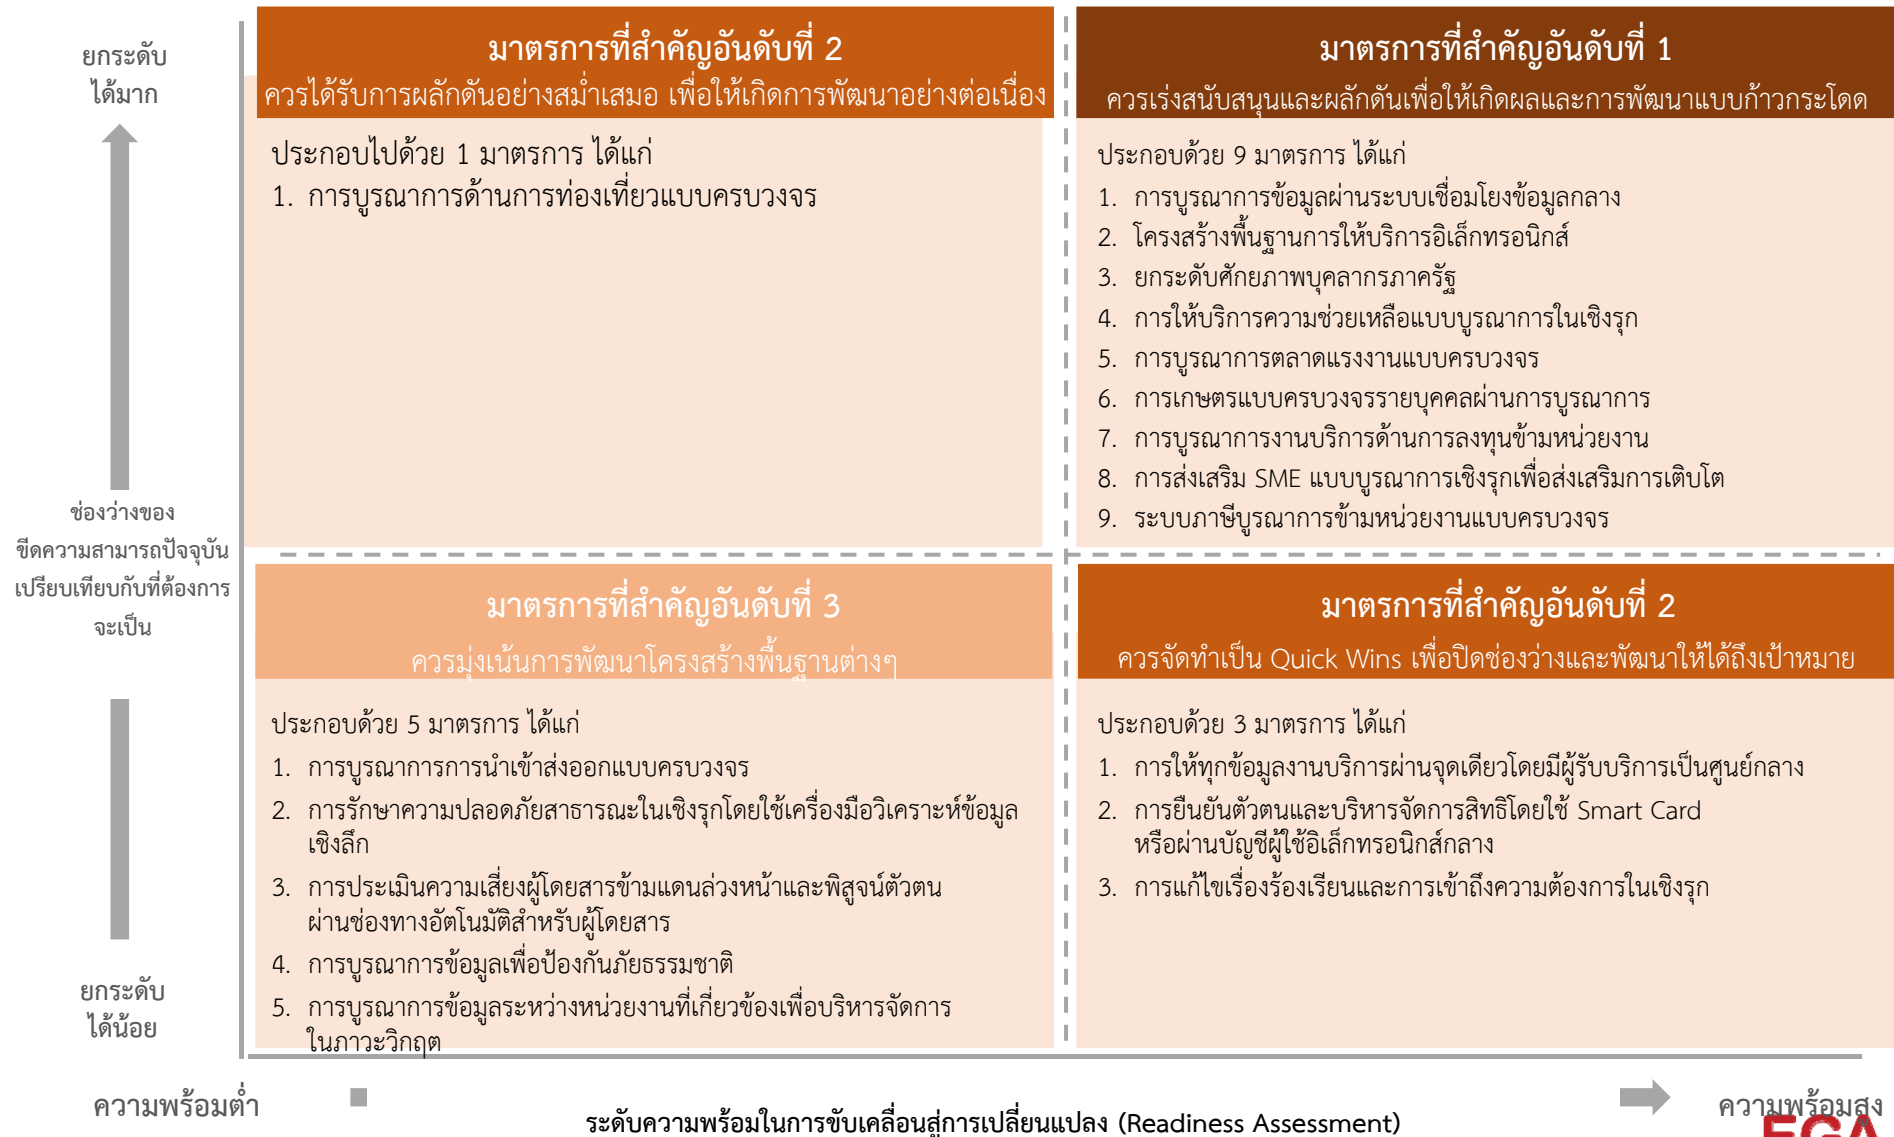 ยกระดับ
ได้มาก
ช่องว่างของ
ขีดความสามารถปัจจุบัน
เปรียบเทียบกับที่ต้องการ
จะเป็น
ยกระดับ
ได้น้อย
มาตรการที่สำคัญอันดับที่ 2
ควรได้รับการผลักดันอย่างสม่ำเสมอ เพื่อให้เกิดการพัฒนาอย่างต่อเนื่อง
ประกอบไปด้วย 1 มาตรการ ได้แก่
1. การบูรณาการด้านการท่องเที่ยวแบบครบวงจร
มาตรการที่สำคัญอันดับที่ 1
ควรเร่งสนับสนุนและผลักดันเพื่อให้เกิดผลและการพัฒนาแบบก้าวกระโดด
ประกอบด้วย 9 มาตรการ ได้แก่
1. การบูรณาการข้อมูลผ่านระบบเชื่อมโยงข้อมูลกลาง
2. โครงสร้างพื้นฐานการให้บริการอิเล็กทรอนิกส์
3. ยกระดับศักยภาพบุคลากรภาครัฐ
4. การให้บริการความช่วยเหลือแบบบูรณาการในเชิงรุก
5. การบูรณาการตลาดแรงงานแบบครบวงจร
6. การเกษตรแบบครบวงจรรายบุคคลผ่านการบูรณาการ
7. การบูรณาการงานบริการด้านการลงทุนข้ามหน่วยงาน
8. การส่งเสริม SME แบบบูรณาการเชิงรุกเพื่อส่งเสริมการเติบโต
9. ระบบภาษีบูรณาการข้ามหน่วยงานแบบครบวงจร
มาตรการที่สำคัญอันดับที่ 3
ควรมุ่งเน้นการพัฒนาโครงสร้างพื้นฐานต่างๆ
ประกอบด้วย 5 มาตรการ ได้แก่
1. การบูรณาการการนำเข้าส่งออกแบบครบวงจร
2. การรักษาความปลอดภัยสาธารณะในเชิงรุกโดยใช้เครื่องมือวิเคราะห์ข้อมูล
เชิงลึก
3. การประเมินความเสี่ยงผู้โดยสารข้ามแดนล่วงหน้าและพิสูจน์ตัวตน
ผ่านช่องทางอัตโนมัติสำหรับผู้โดยสาร
4. การบูรณาการข้อมูลเพื่อป้องกันภัยธรรมชาติ
5. การบูรณาการข้อมูลระหว่างหน่วยงานที่เกี่ยวข้องเพื่อบริหารจัดการ
ในภาวะวิกฤต
มาตรการที่สำคัญอันดับที่ 2
ควรจัดทำเป็น Quick Wins เพื่อปิดช่องว่างและพัฒนาให้ได้ถึงเป้าหมาย
ประกอบด้วย 3 มาตรการ ได้แก่
1. การให้ทุกข้อมูลงานบริการผ่านจุดเดียวโดยมีผู้รับบริการเป็นศูนย์กลาง
2. การยืนยันตัวตนและบริหารจัดการสิทธิโดยใช้ Smart Card
หรือผ่านบัญชีผู้ใช้อิเล็กทรอนิกส์กลาง
3. การแก้ไขเรื่องร้องเรียนและการเข้าถึงความต้องการในเชิงรุก
ความพร้อมต่ำ
ระดับความพร้อมในการขับเคลื่อนสู่การเปลี่ยนแปลง (Readiness Assessment)
ความพร้อมสูง
EGA